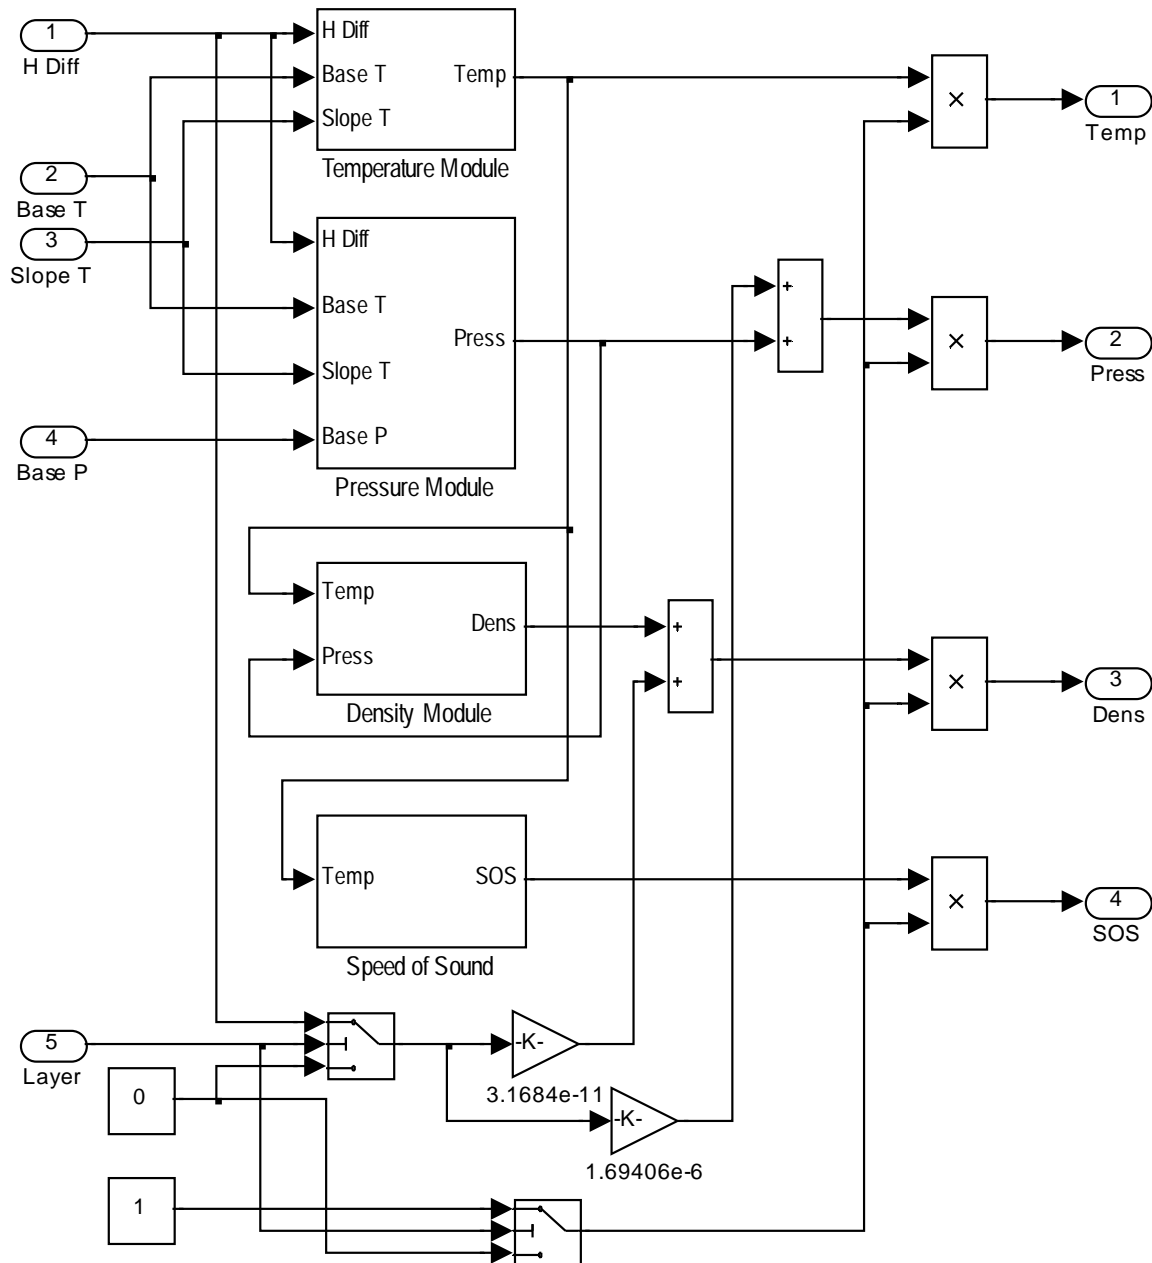 1
H Diff
2
Base T
3
Slope T
4
Base P
5
Layer
0
1
H Diff
Base T
Slope T
Temp
Temperature Module
H Diff
Base T
Slope T
Base P
Press
Pressure Module
Temp
Press
Dens
Density Module
Temp
SOS
Speed of Sound
-K-
3.1684e-11
-K-
1.69406e-6
+
+
+
+
×
×
×
×
1
Temp
2
Press
3
Dens
4
SOS